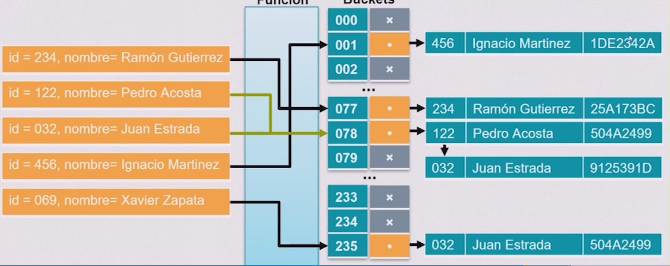 Función Buckets
000 ×
001 • 456 Ignacio Martinez 1DE2342A
002 ×
...
077 • 234 Ramón Gutierrez 25A173BC
078 • 122 Pedro Acosta 504A2499
079 × 032 Juan Estrada 9125391D
...
233 ×
234 ×
235 • 032 Juan Estrada 504A2499
id = 234, nombre= Ramón Gutierrez
id = 122, nombre= Pedro Acosta
id = 032, nombre= Juan Estrada
id = 456, nombre= Ignacio Martinez
id = 069, nombre= Xavier Zapata